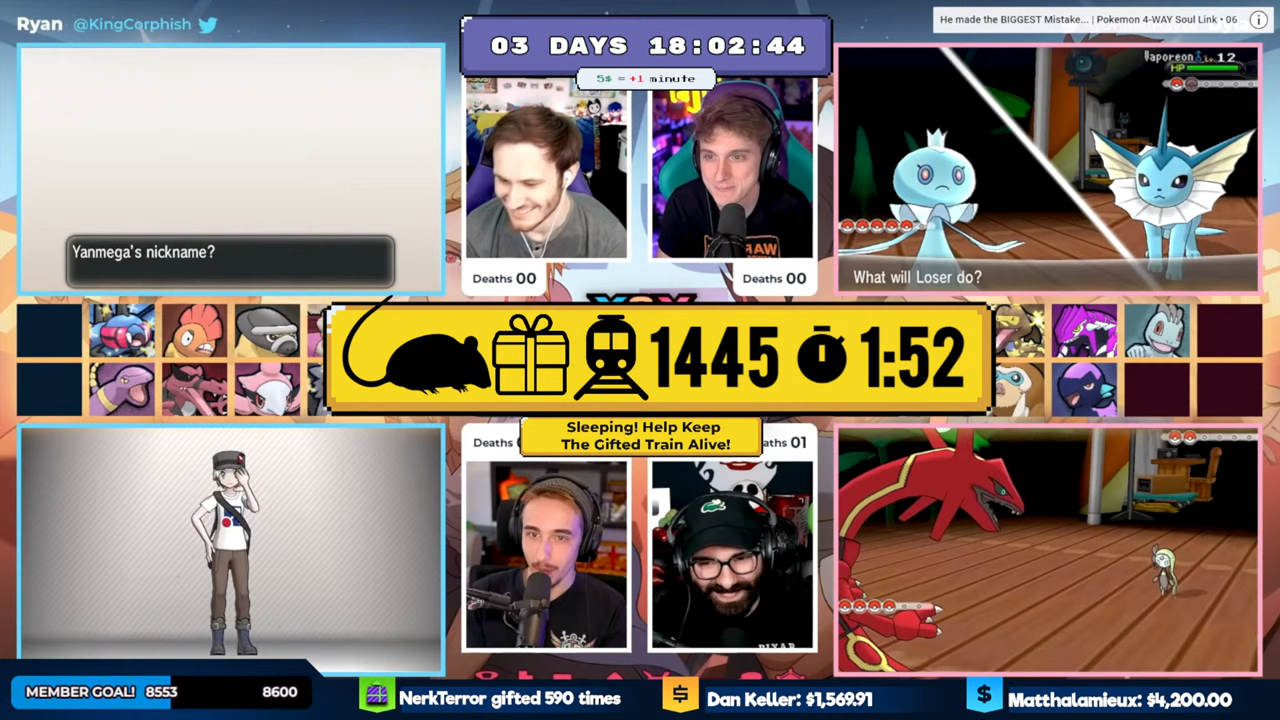 Ryan @KingCorphish
03 DAYS 18:02:44
5$ = +1 minute
He made the BIGGEST Mistake... | Pokemon 4-WAY Soul Link • 06
Vaporeon♂ Lv. 12
HP
Yanmega's nickname?
What will Loser do?
Deaths 00
Deaths 00
1445 1:52
Sleeping! Help Keep
The Gifted Train Alive!
Deaths
aths 01
MEMBER GOAL! 8553 8600
NerkTerror gifted 590 times
Dan Keller: $1,569.91
Matthalamieux: $4,200.00